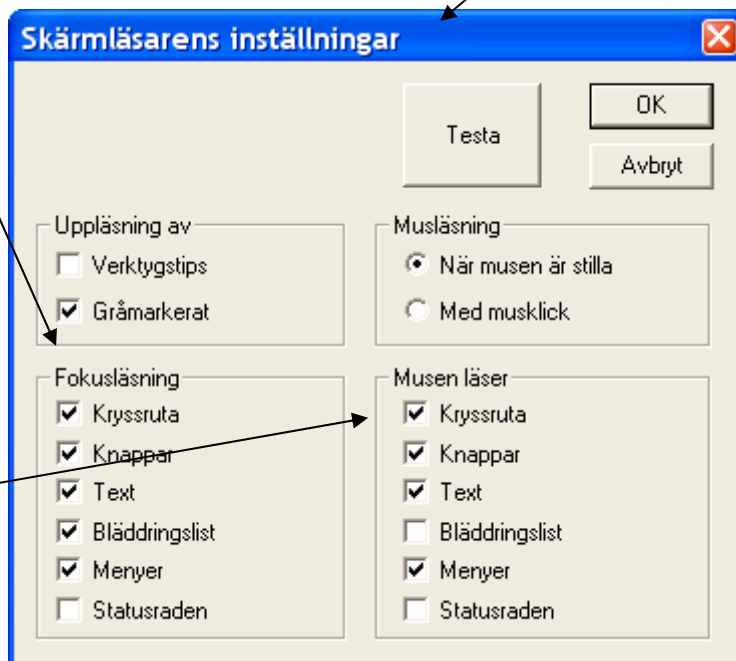 Skärmläsarens inställningar
Testa
OK
Avbryt
Uppläsning av
Verktygstips
Gråmarkerat
Musläsning
När musen är stilla
Med musklick
Fokusläsning
Kryssruta
Knappar
Text
Bläddringslist
Menyer
Statusraden
Musen läser
Kryssruta
Knappar
Text
Bläddringslist
Menyer
Statusraden